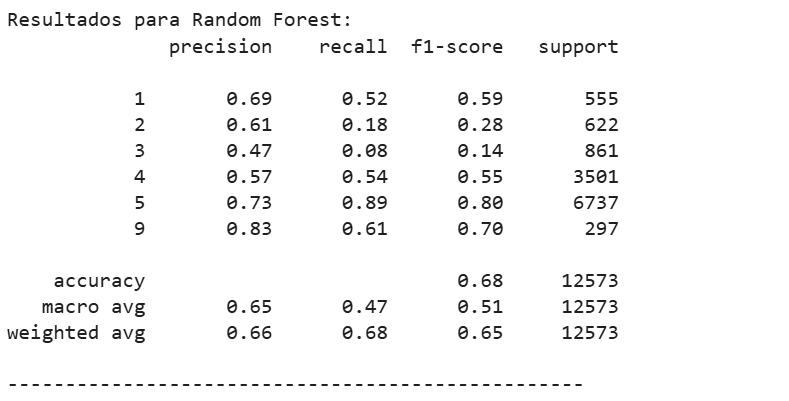 Resultados para Random Forest:
precision recall f1-score support
1 0.69 0.52 0.59 555
2 0.61 0.18 0.28 622
3 0.47 0.08 0.14 861
4 0.57 0.54 0.55 3501
5 0.73 0.89 0.80 6737
9 0.83 0.61 0.70 297
accuracy 0.68 12573
macro avg 0.65 0.47 0.51 12573
weighted avg 0.66 0.68 0.65 12573
--------------------------------------------------